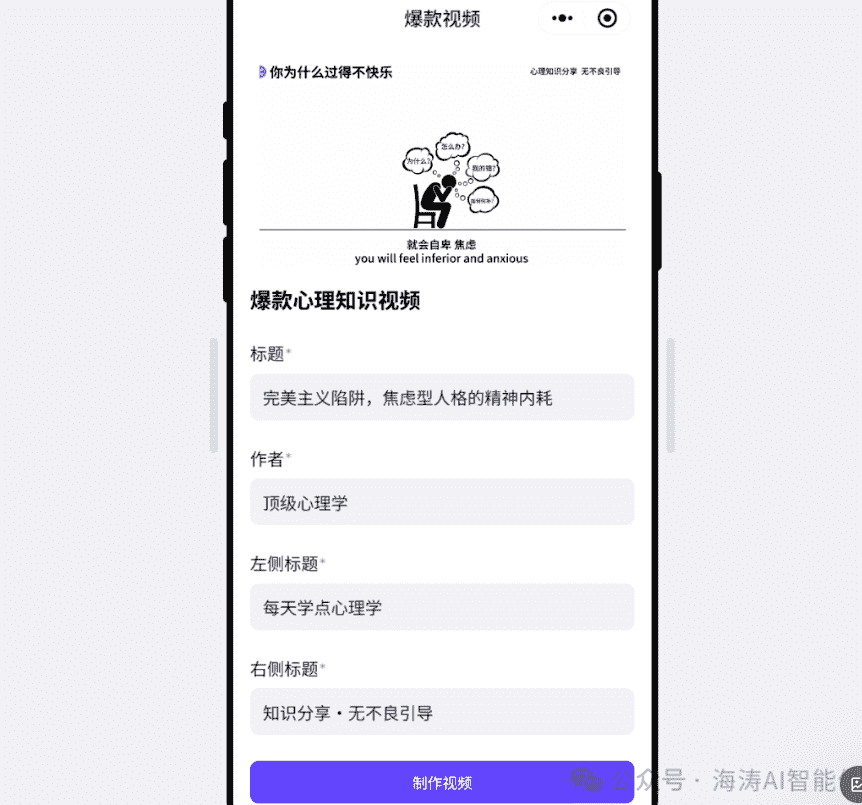 爆款视频
你为什么过得不快乐
心理知识分享 无不良引导
怎么办?
为什么?
我的错?
就会自卑 焦虑
you will feel inferior and anxious
爆款心理知识视频
标题*
完美主义陷阱，焦虑型人格的精神内耗
作者*
顶级心理学
左侧标题*
每天学点心理学
右侧标题*
知识分享·无不良引导
制作视频
公众号 · 海涛AI智能